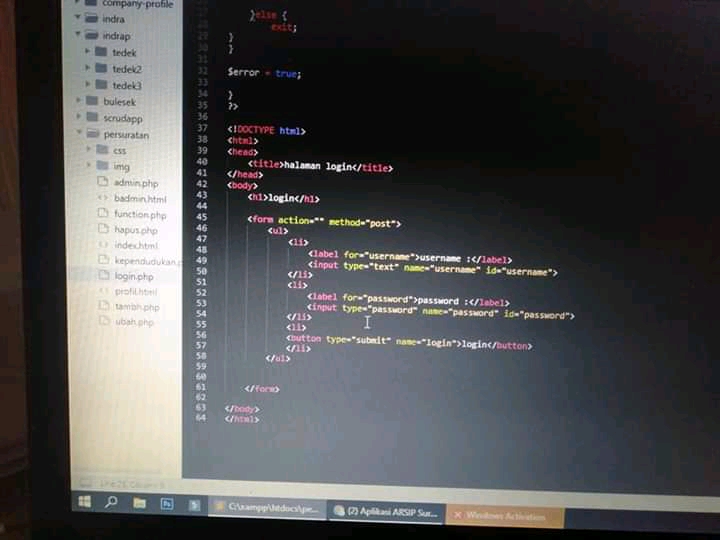 company-profile
indra
indrap
tedek
tedek2
tedek3
bulesek
scrudapp
persuratan
css
img
admin.php
badmin.html
function.php
hapus.php
index.html
kependudukan.p
login.php
profil.html
tambh.php
ubah.php
}else {
exit;
29 }
30 }
31
32 $error = true;
33
34 }
35 ?>
36
37 <!DOCTYPE html>
38 <html>
39 <head>
40 <title>halaman login</title>
41 </head>
42 <body>
43 <h1>login</h1>
44
45 <form action="" method="post">
46 <ul>
47 <li>
48 <label for="username">username :</label>
49 <input type="text" name="username" id="username">
50 </li>
51 <li>
52 <label for="password">password :</label>
53 <input type="password" name="password" id="password">
54 </li>
55 <li>
56 <button type="submit" name="login">login</button>
57 </li>
58 </ul>
59
60
61 </form>
62
63 </body>
64 </html>
Ps
C:\xampp\htdocs\pe...
(2) Aplikasi ARSIP Sur...
Windows Activation